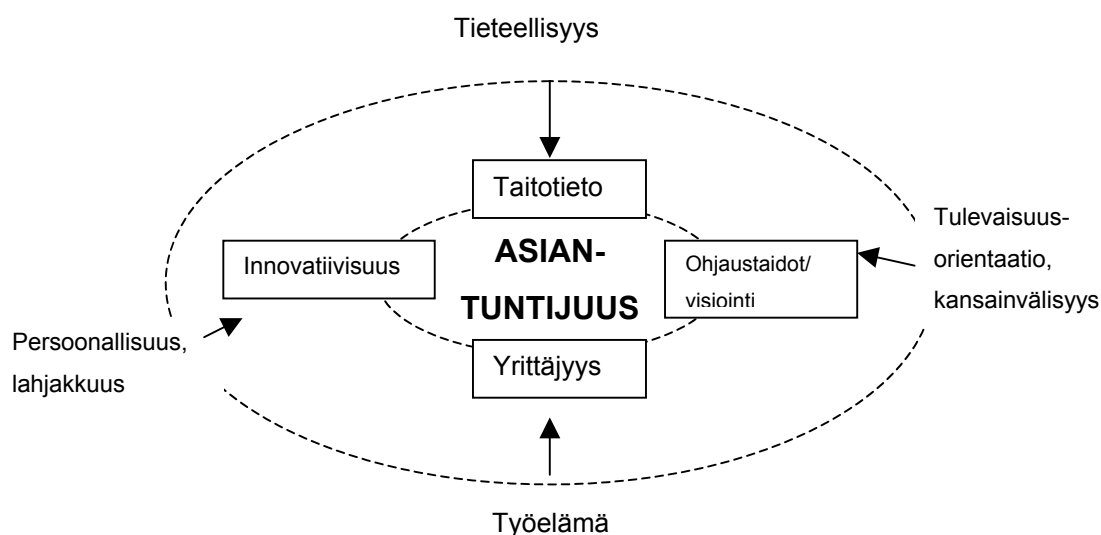 Tieteellisyys
Taitotieto
Innovatiivisuus
ASIAN-
TUNTIJUUS
Ohjaustaidot/
visiointi
Tulevaisuus-
orientaatio,
kansainvälisyys
Persoonallisuus,
lahjakkuus
Yrittäjyys
Työelämä